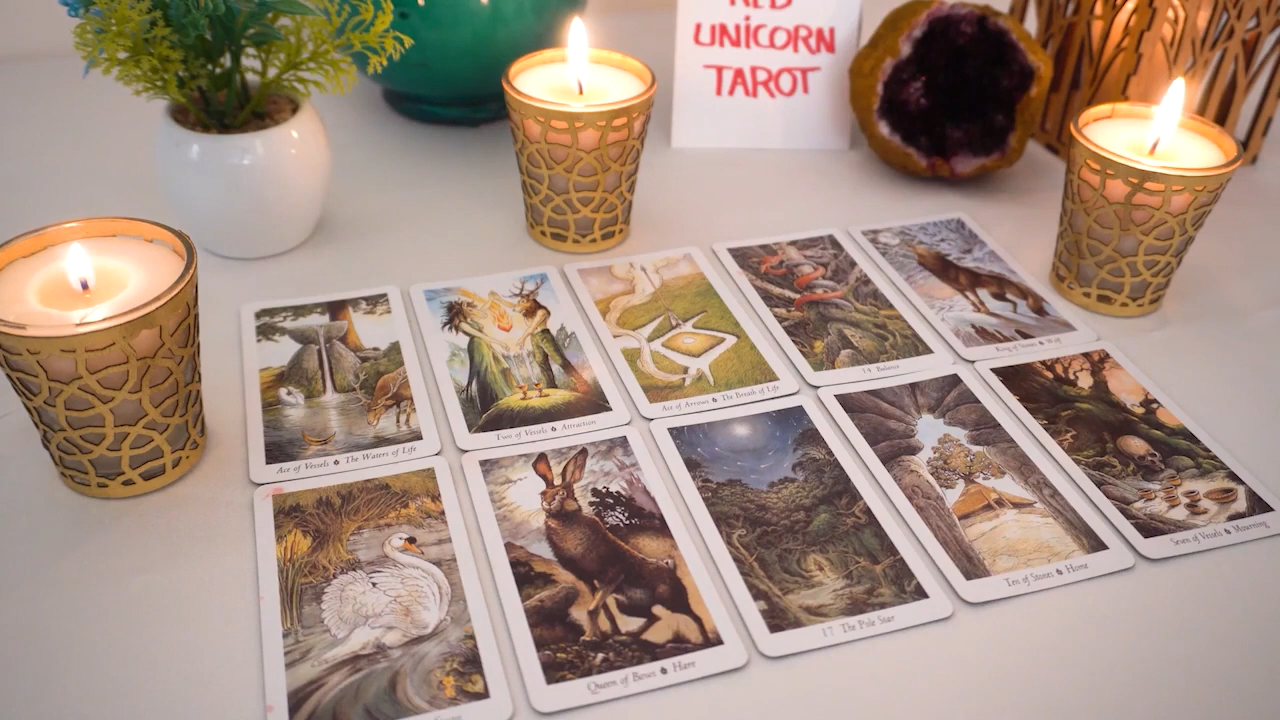 RED
UNICORN
TAROT
King of Stones Wolf
14 Balance
Ace of Arrows The Breath of Life
Two of Vessels Attraction
Ace of Vessels The Waters of Life
Seven of Vessels Mourning
Ten of Stones Home
17 The Pole Star
Queen of Bows Hare